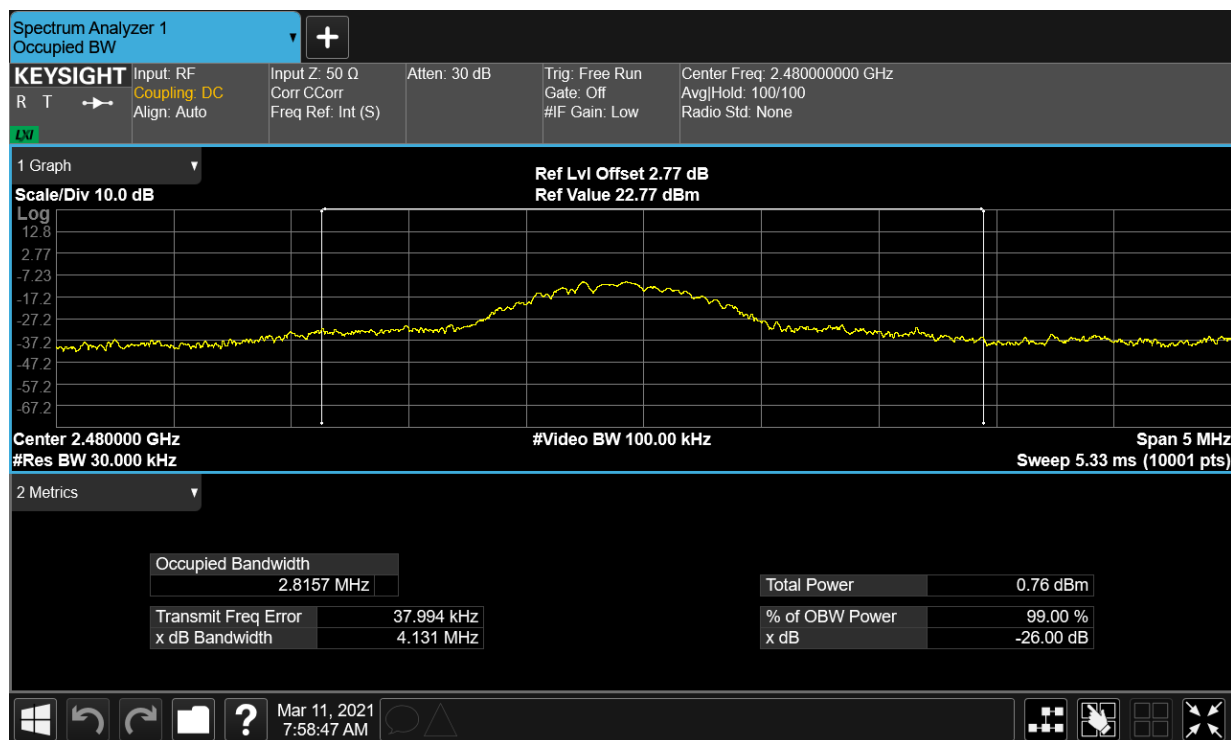 Spectrum Analyzer 1
Occupied BW
KEYSIGHT
R T
LXI
Input: RF
Coupling: DC
Align: Auto
Input Z: 50 Ω
Corr CCorr
Freq Ref: Int (S)
Atten: 30 dB
Trig: Free Run
Gate: Off
#IF Gain: Low
Center Freq: 2.480000000 GHz
Avg|Hold: 100/100
Radio Std: None
1 Graph
Scale/Div 10.0 dB
Ref Lvl Offset 2.77 dB
Ref Value 22.77 dBm
Log
12.8
2.77
-7.23
-17.2
-27.2
-37.2
-47.2
-57.2
-67.2
Center 2.480000 GHz
#Video BW 100.00 kHz
Span 5 MHz
#Res BW 30.000 kHz
Sweep 5.33 ms (10001 pts)
2 Metrics
Occupied Bandwidth
2.8157 MHz
Total Power 0.76 dBm
Transmit Freq Error 37.994 kHz
% of OBW Power 99.00 %
x dB Bandwidth 4.131 MHz
x dB -26.00 dB
?
Mar 11, 2021
7:58:47 AM